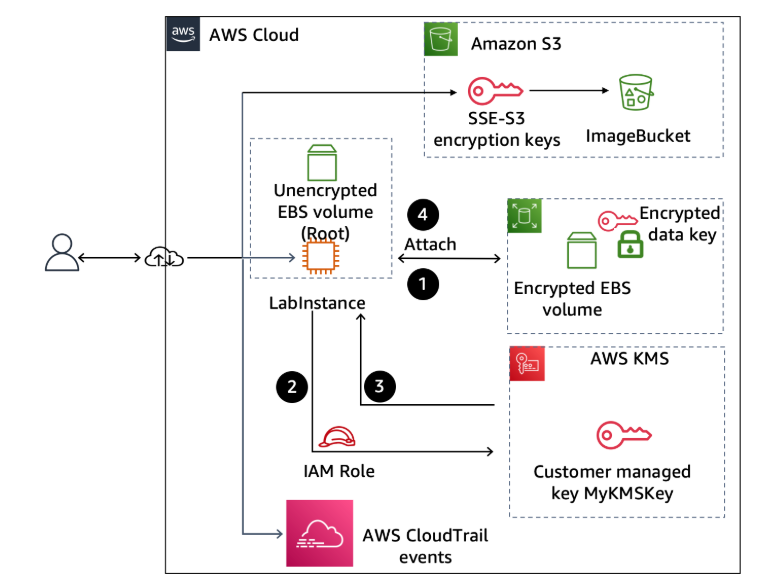 aws
AWS Cloud
Amazon S3
SSE-S3
encryption keys
ImageBucket
Unencrypted
EBS volume
(Root)
4
Attach
1
Encrypted
data key
Encrypted EBS
volume
LabInstance
2
3
AWS KMS
IAM Role
Customer managed
key MyKMSKey
AWS CloudTrail
events